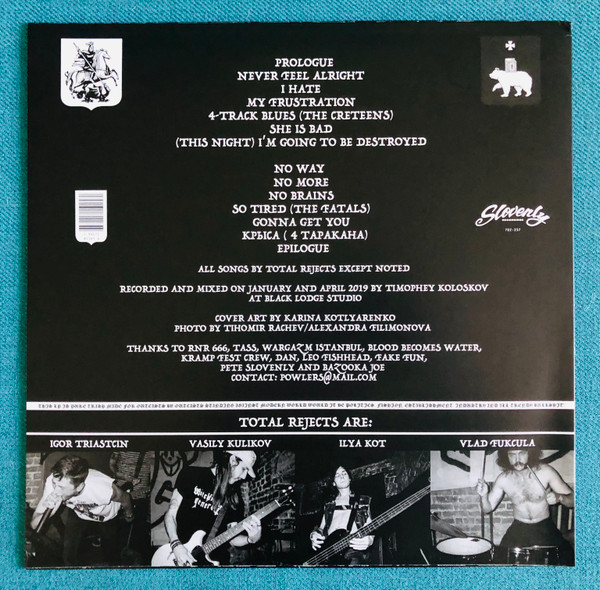 PROLOGUE
NEVER FEEL ALRIGHT
I HATE
MY FRUSTRATION
4-TRACK BLUES (THE CRETEENS)
SHE IS BAD
(THIS NIGHT) I'M GOING TO BE DESTROYED
NO WAY
NO MORE
NO BRAINS
SO TIRED (THE FATALS)
GONNA GET YOU
КРЫСА ( 4 ТАРАКАНА)
EPILOGUE
Slovenly
RECORDINGS
702-237
ALL SONGS BY TOTAL REJECTS EXCEPT NOTED
RECORDED AND MIXED ON JANUARY AND APRIL 2019 BY TIMOPHEY KOLOSKOV
AT BLACK LODGE STUDIO
COVER ART BY KARINA KOTLYARENKO
PHOTO BY TIHOMIR RACHEV/ALEXANDRA FILIMONOVA
THANKS TO RNR 666, TASS, WARGAZM ISTANBUL, BLOOD BECOMES WATER,
KRAMP FEST CREW, DAN, LEO FISHHEAD, FAKE FUN,
PETE SLOVENLY AND BAZOOKA JOE
CONTACT: POWLERS@MAIL.COM
TOTAL REJECTS ARE:
IGOR TRIASTCIN VASILY KULIKOV ILYA KOT VLAD FUKCULA